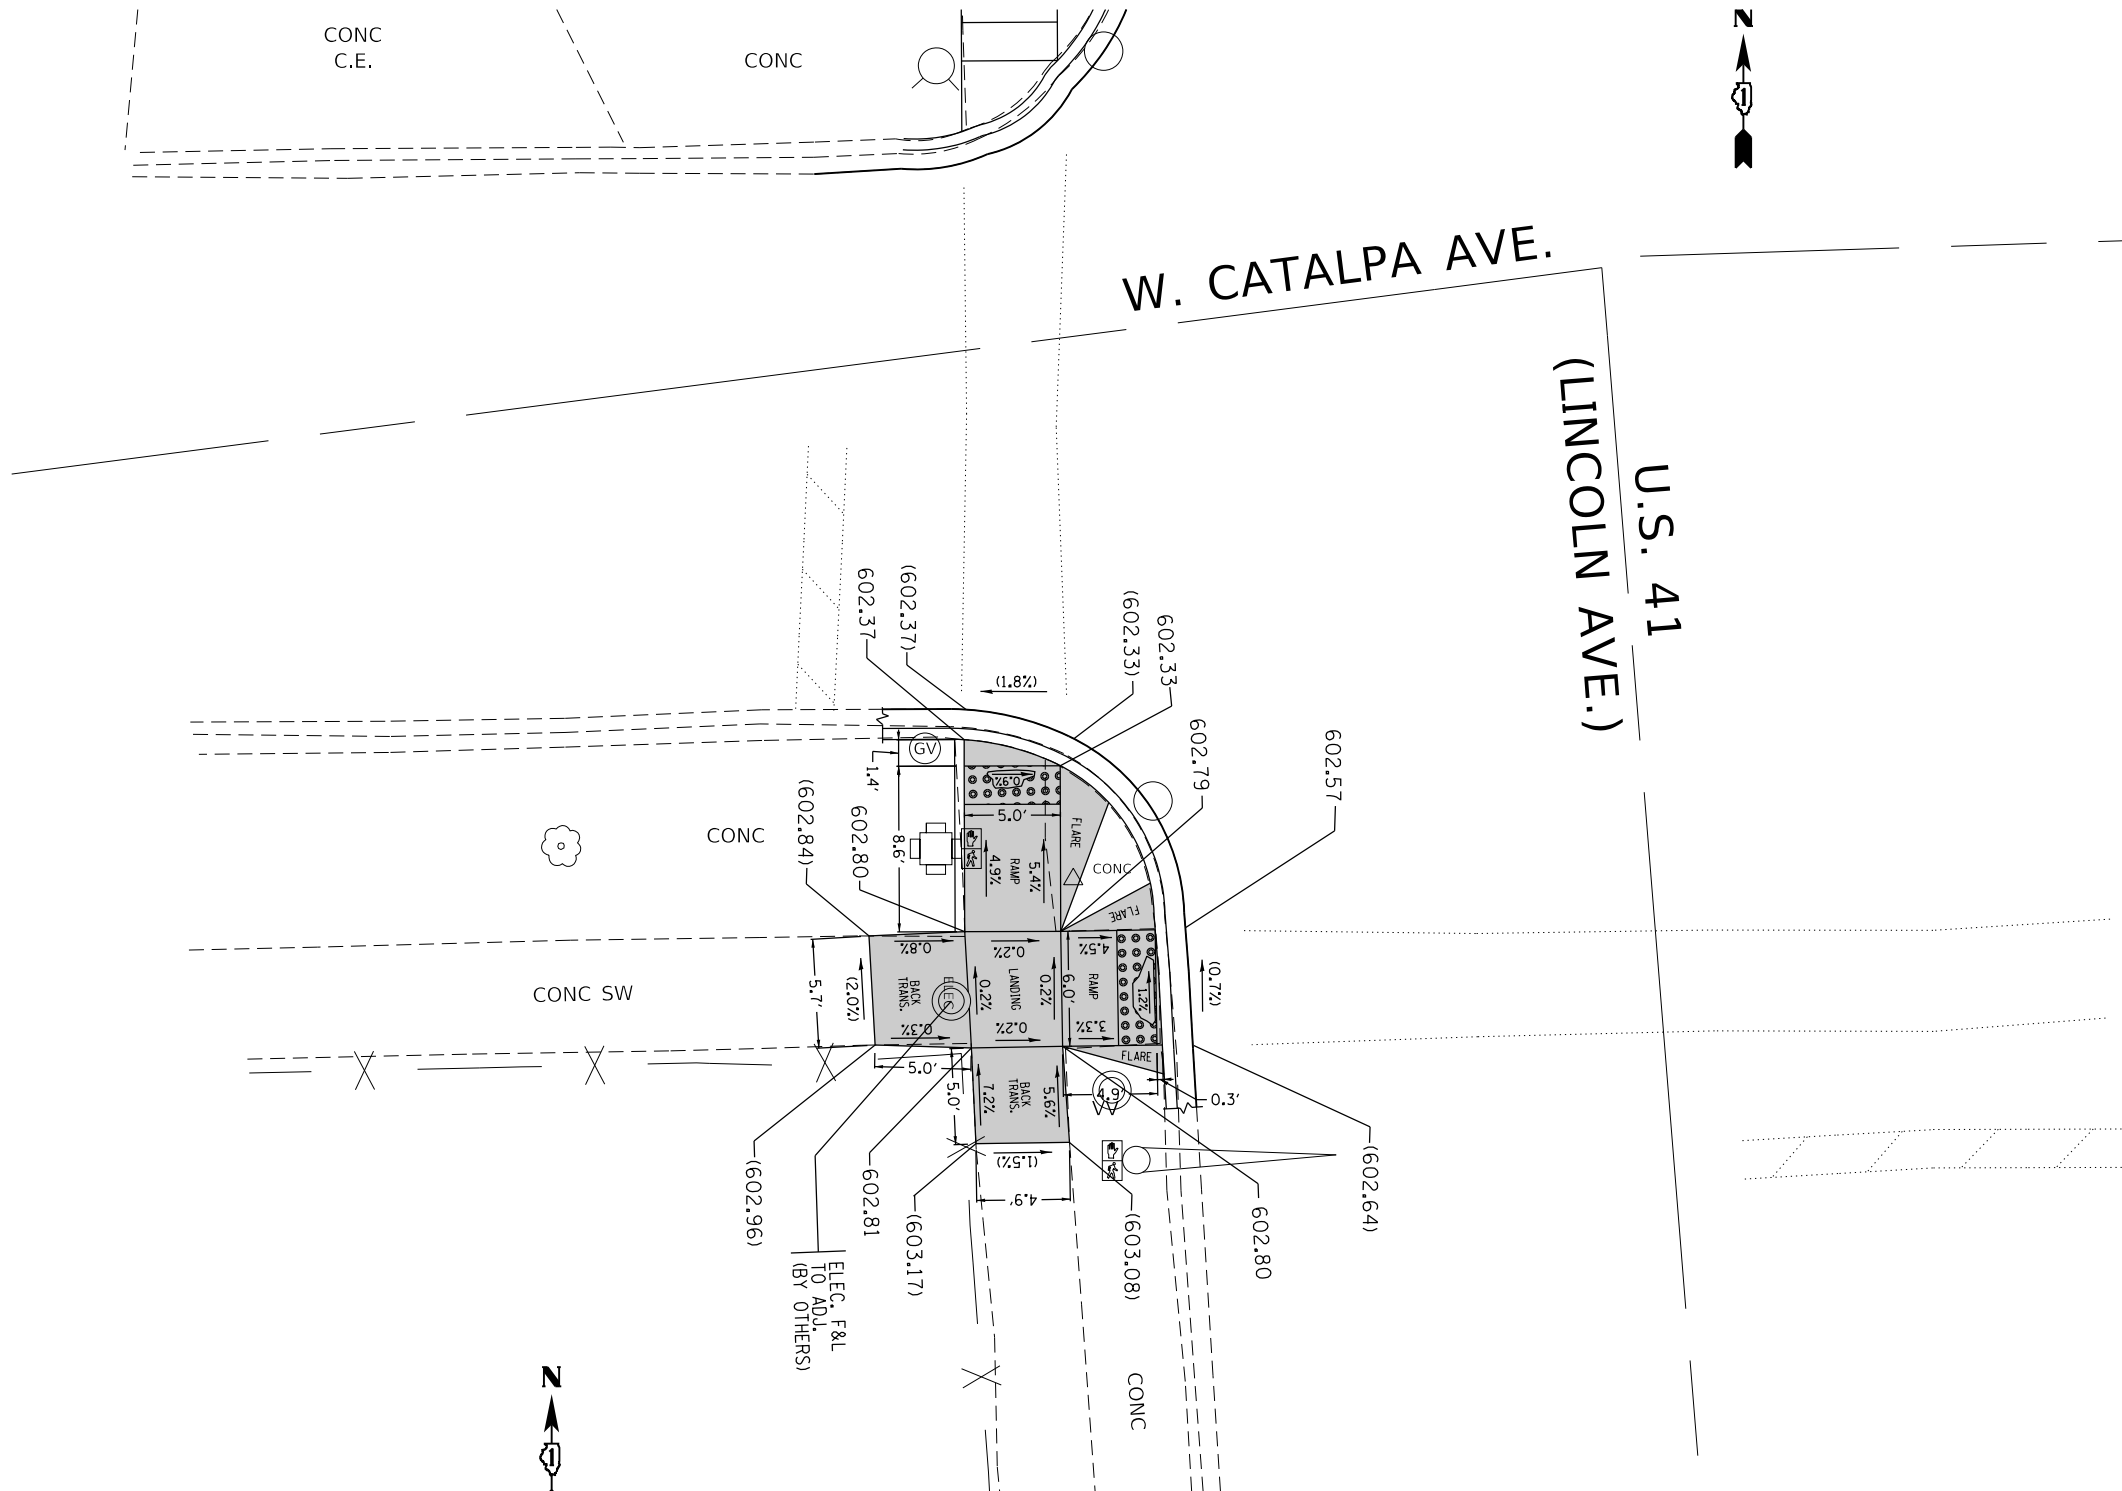 CONC
C.E.
CONC
N
1
W. CATALPA AVE.
U.S. 41
(LINCOLN AVE.)
602.37
(602.37)
(602.33)
602.33
(1.8%)
602.79
602.57
GV
1.4'
0.9%
5.0'
FLARE
(602.84)
602.80
CONC
8.6'
4.9%
RAMP
5.4%
CONC
FLARE
0.8%
0.2%
4.5%
CONC SW
5.7'
(2.0%)
BACK
TRANS.
ELEC
0.2%
LANDING
0.2%
6.0'
RAMP
1.2%
(0.7%)
0.3%
0.2%
3.3%
FLARE
5.0'
5.0'
7.2%
BACK
TRANS.
5.6%
4.9'
W
0.3'
(1.5%)
4.9'
(602.96)
602.81
(603.17)
(603.08)
602.80
(602.64)
ELEC. F&L
TO ADJ.
(BY OTHERS)
CONC
N
1